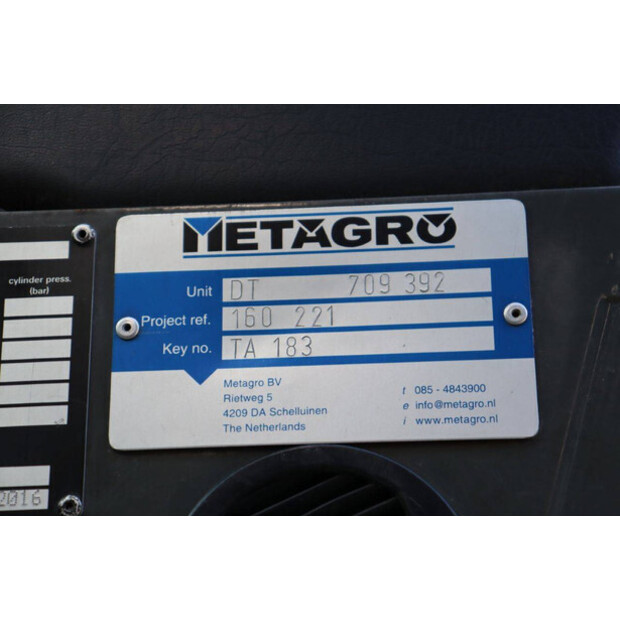 METAGRO
cylinder press.
(bar)
Unit DT 709 392
Project ref. 160 221
Key no. TA 183
Metagro BV
Rietweg 5
4209 DA Schelluinen
The Netherlands
t 085 - 4843900
e info@metagro.nl
i www.metagro.nl
2016